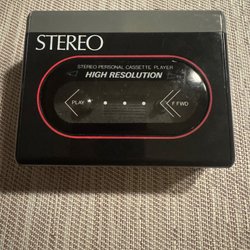 STEREO
STEREO PERSONAL CASSETTE PLAYER
HIGH RESOLUTION
PLAY F FWD